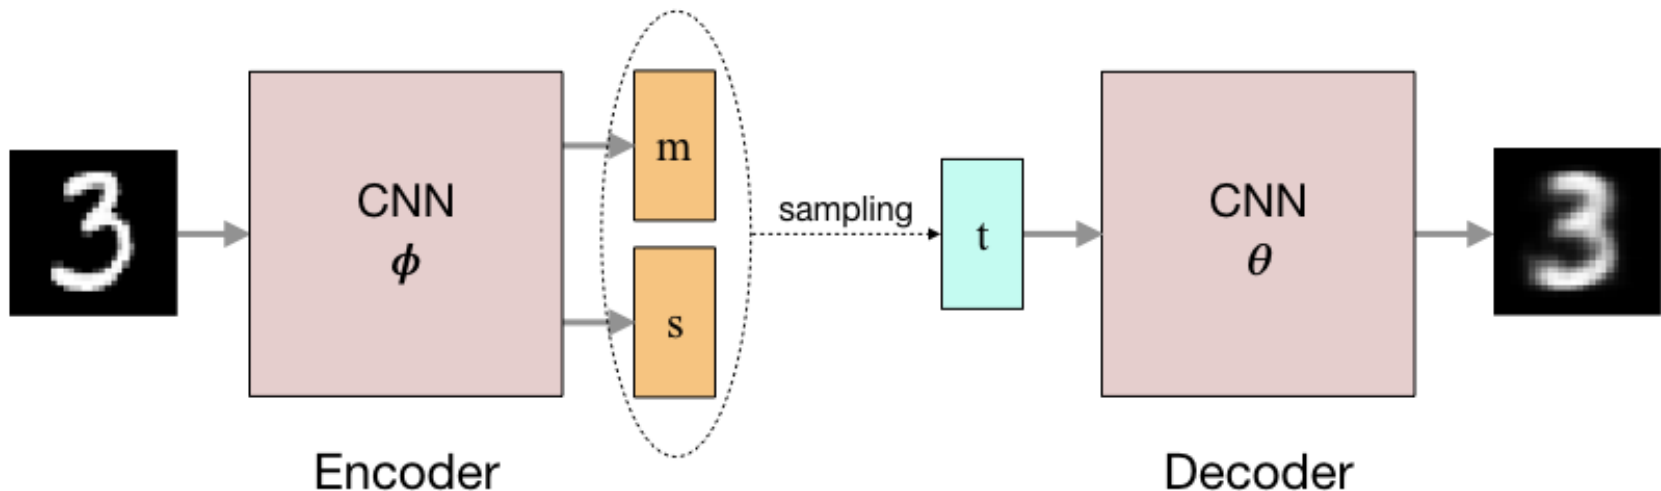 3
CNN
ϕ
Encoder
m
s
sampling
t
CNN
θ
Decoder
3